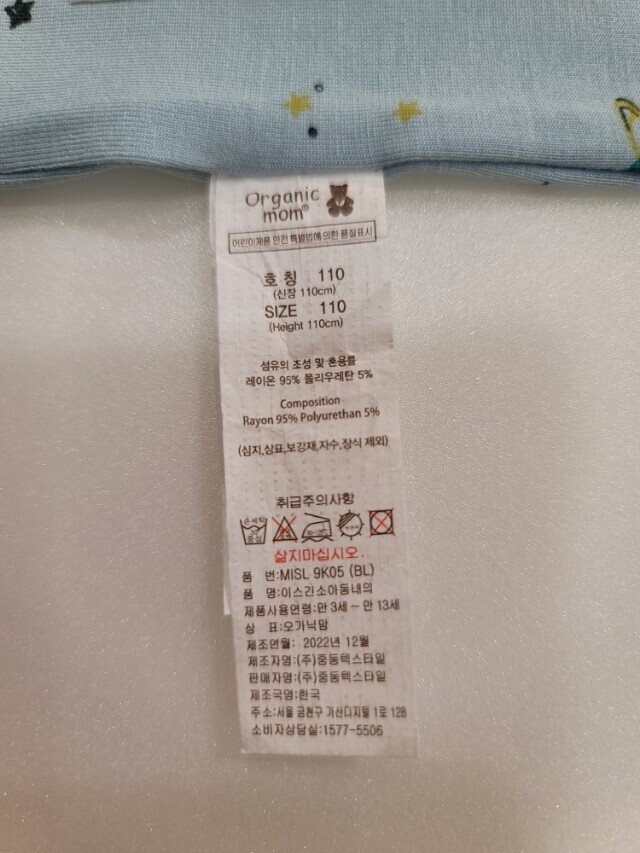 Organic
mom®
어린이제품 안전 특별법에 의한 품질표시
호 칭 110
(신장 110cm)
SIZE 110
(Height 110cm)
섬유의 조성 및 혼용률
레이온 95% 폴리우레탄 5%
Composition
Rayon 95% Polyurethan 5%
(심지,상표,보강재,자수,장식 제외)
취급주의사항
손세탁
중성
삶지마십시오.
품 번:MISL 9K05 (BL)
품 명:이스긴소아동내의
제품사용연령:만 3세 ~ 만 13세
상 표:오가닉맘
제조연월: 2022년 12월
제조자명:(주)중동텍스타일
판매자명:(주)중동텍스타일
제조국명:한국
주소:서울 금천구 가산디지털 1로 128
소비자상담실:1577-5506